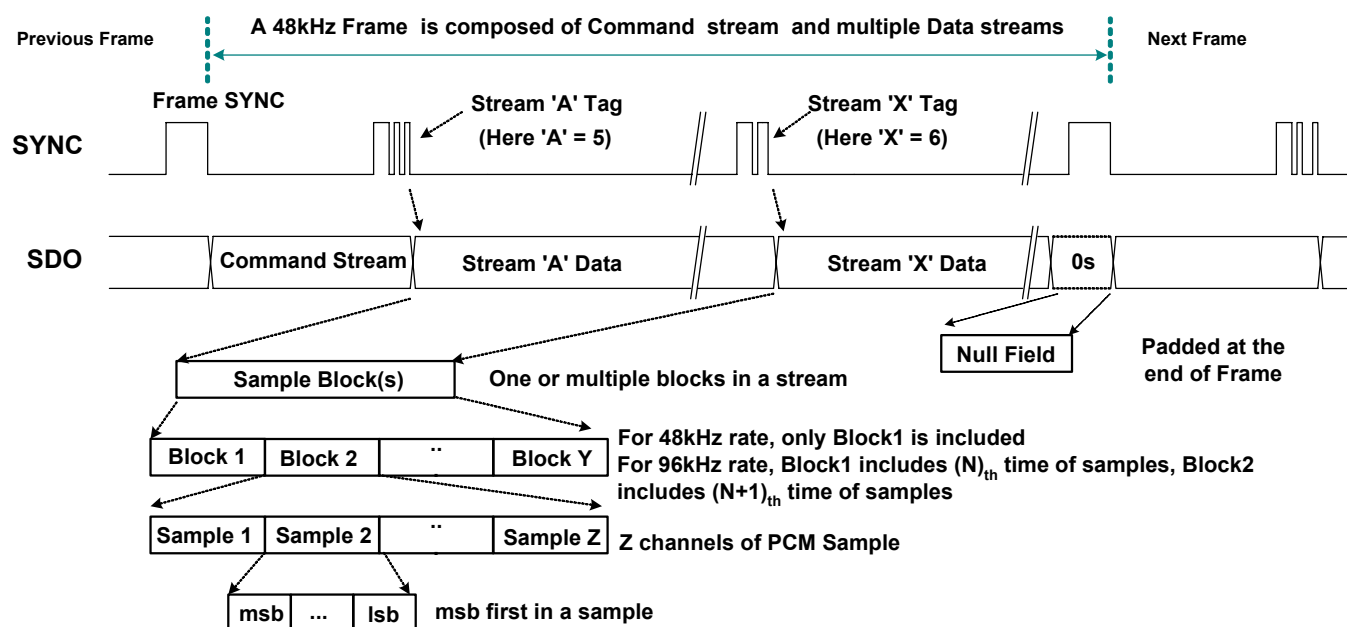 A 48kHz Frame is composed of Command stream and multiple Data streams
Previous Frame
Next Frame
Frame SYNC
Stream 'A' Tag
(Here 'A' = 5)
Stream 'X' Tag
(Here 'X' = 6)
SYNC
SDO
Command Stream
Stream 'A' Data
Stream 'X' Data
0s
Null Field
Padded at the
end of Frame
Sample Block(s)
One or multiple blocks in a stream
Block 1
Block 2
..
Block Y
For 48kHz rate, only Block1 is included
For 96kHz rate, Block1 includes (N)th time of samples, Block2
includes (N+1)th time of samples
Sample 1
Sample 2
..
Sample Z
Z channels of PCM Sample
msb
...
lsb
msb first in a sample